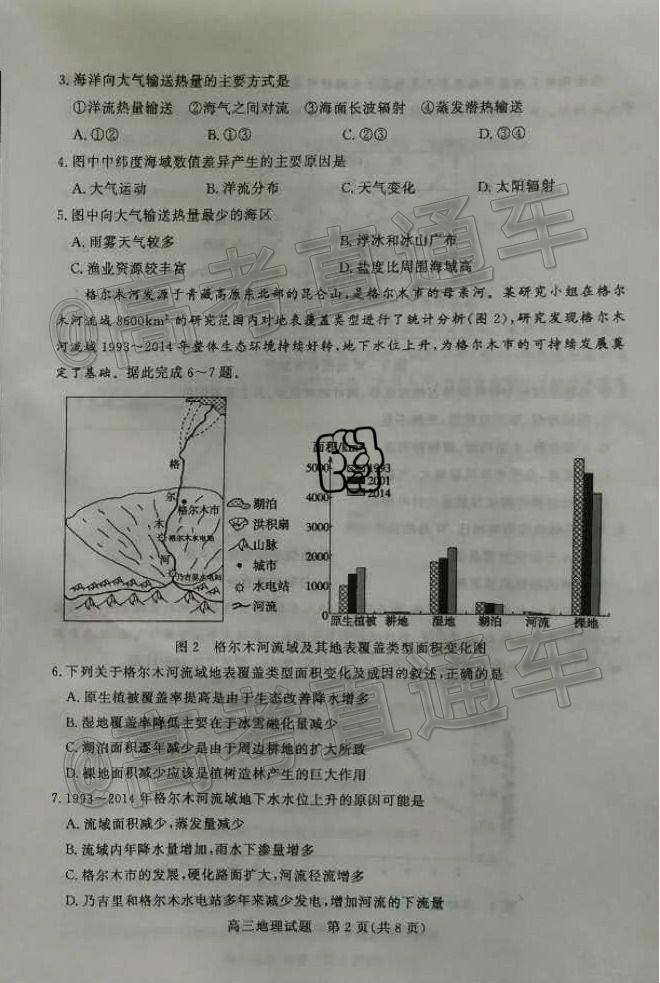 3.海洋向大气输送热量的主要方式是
①洋流热量输送 ②海气之间对流 ③海面长波辐射 ④蒸发潜热输送
A.①② B.①③ C.②③ D.③④
4.图中中纬度海域数值差异产生的主要原因是
A.大气运动 B.洋流分布 C.天气变化 D.太阳辐射
5.图中向大气输送热量最少的海区
A.雨雾天气较多 B.浮冰和冰山广布
C.渔业资源较丰富 D.盐度比周围海域高
格尔木河发源于青藏高原东北部的昆仑山,是格尔木市的母亲河。某研究小组在格尔
木河流域8600km²的研究范围内对地表覆盖类型进行了统计分析(图2),研究发现格尔木
河流域1993~2014年整体生态环境持续好转、地下水位上升,为格尔木市的可持续发展奠
定了基础。据此完成6~7题。
格
尔
木
河
格尔木市
格尔木水电站
乃吉里水电站
湖泊
洪积扇
山脉
城市
水电站
河流
面积/km²
5000
4000
3000
2000
1000
0
1993
2001
2014
原生植被 耕地 湿地 湖泊 河流 裸地
图2 格尔木河流域及其地表覆盖类型面积变化图
6.下列关于格尔木河流域地表覆盖类型面积变化及成因的叙述,正确的是
A.原生植被覆盖率提高是由于生态改善降水增多
B.湿地覆盖率降低主要在于冰雪融化量减少
C.湖泊面积逐年减少是由于周边耕地的扩大所致
D.裸地面积减少应该是植树造林产生的巨大作用
7.1993~2014年格尔木河流域地下水水位上升的原因可能是
A.流域面积减少,蒸发量减少
B.流域内年降水量增加,雨水下渗量增多
C.格尔木市的发展,硬化路面扩大,河流径流增多
D.乃吉里和格尔木水电站多年来减少发电,增加河流的下流量
高三地理试题 第2页(共8页)
@高考直通车
@高考直通车